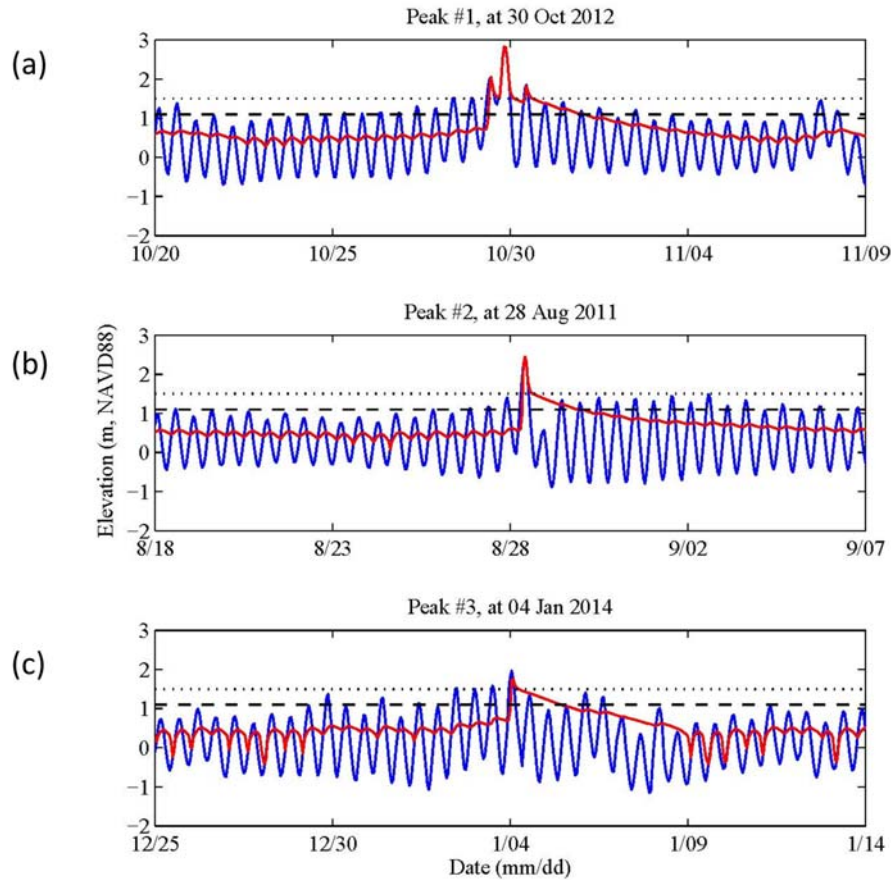 Peak #1, at 30 Oct 2012
(a)
3
2
1
0
−1
−2
10/20 10/25 10/30 11/04 11/09
Peak #2, at 28 Aug 2011
(b)
3
2
1
0
−1
−2
8/18 8/23 8/28 9/02 9/07
Elevation (m, NAVD88)
Peak #3, at 04 Jan 2014
(c)
3
2
1
0
−1
−2
12/25 12/30 1/04 1/09 1/14
Date (mm/dd)